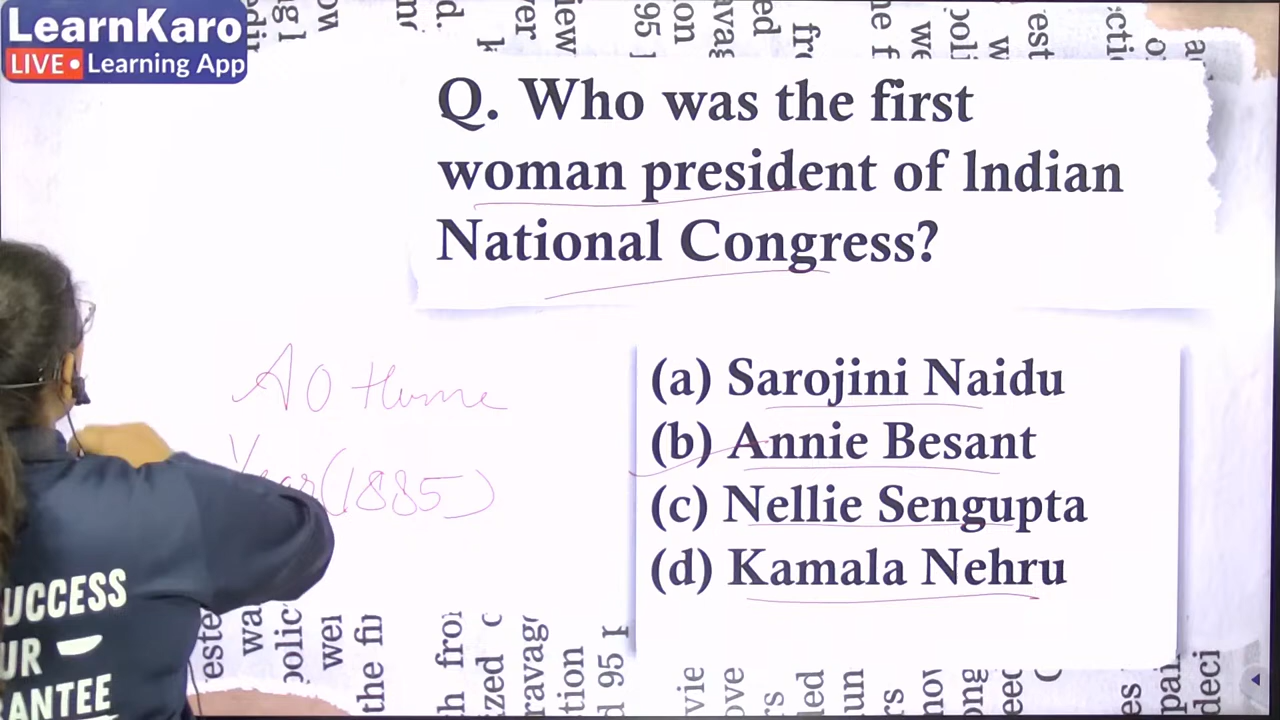 LearnKaro
LIVE • Learning App
Q. Who was the first
woman president of Indian
National Congress?
(a) Sarojini Naidu
(b) Annie Besant
(c) Nellie Sengupta
(d) Kamala Nehru
A O Hume
Year (1885)
UCCESS
UR
ANTEE